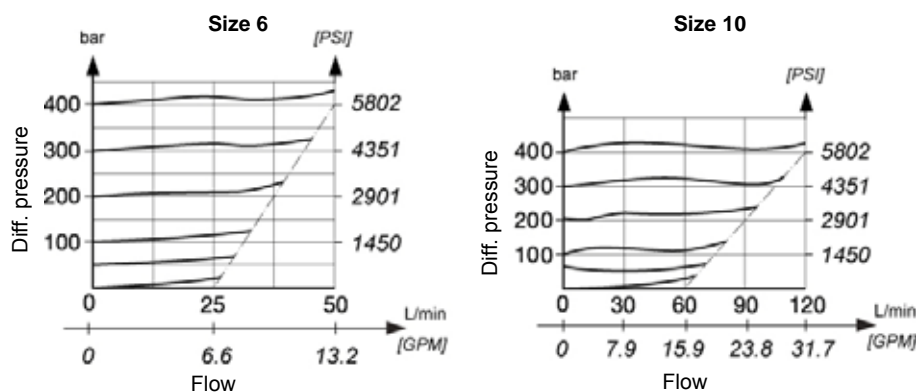 Size 6
bar
[PSI]
400
5802
300
4351
200
2901
100
1450
Diff. pressure
0
25
50
L/min
[GPM]
0
6.6
13.2
Flow
Size 10
bar
[PSI]
400
5802
300
4351
200
2901
100
1450
Diff. pressure
0
30
60
90
120
L/min
[GPM]
0
7.9
15.9
23.8
31.7
Flow